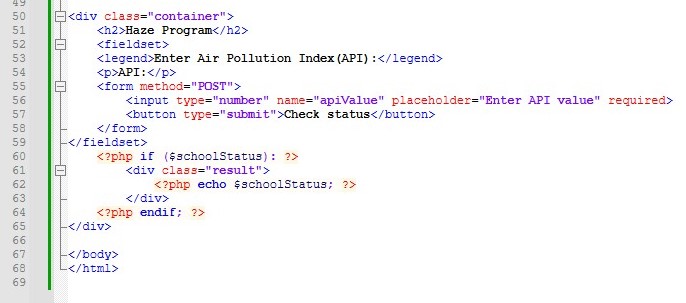 49
50 <div class="container">
51 <h2>Haze Program</h2>
52 <fieldset>
53 <legend>Enter Air Pollution Index(API):</legend>
54 <p>API:</p>
55 <form method="POST">
56 <input type="number" name="apiValue" placeholder="Enter API value" required>
57 <button type="submit">Check status</button>
58 </form>
59 </fieldset>
60 <?php if ($schoolStatus): ?>
61 <div class="result">
62 <?php echo $schoolStatus; ?>
63 </div>
64 <?php endif; ?>
65 </div>
66
67 </body>
68 </html>
69